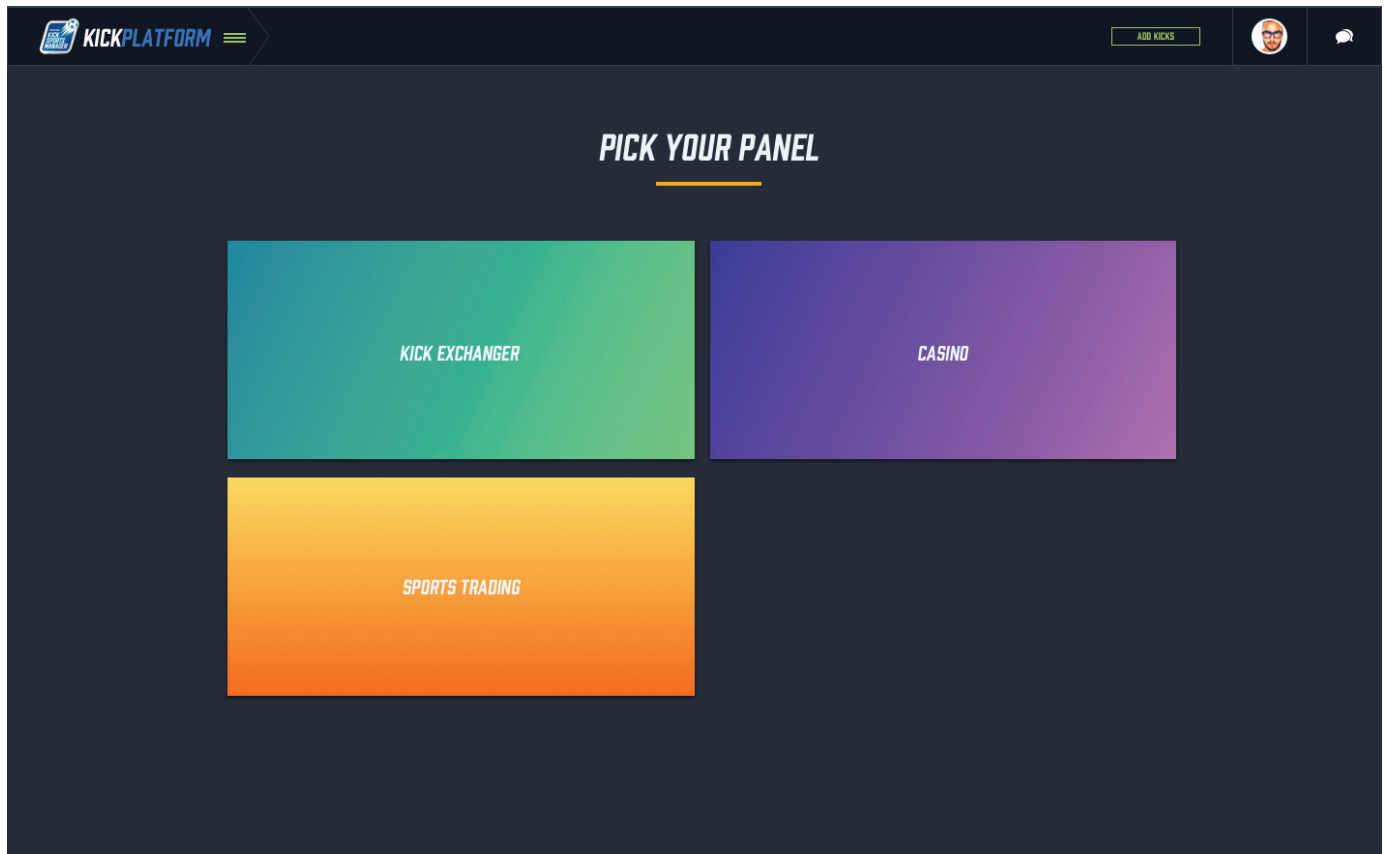 KICK
SPORTS
MANAGER
KICKPLATFORM
ADD KICKS
PICK YOUR PANEL
KICK EXCHANGER
CASINO
SPORTS TRADING